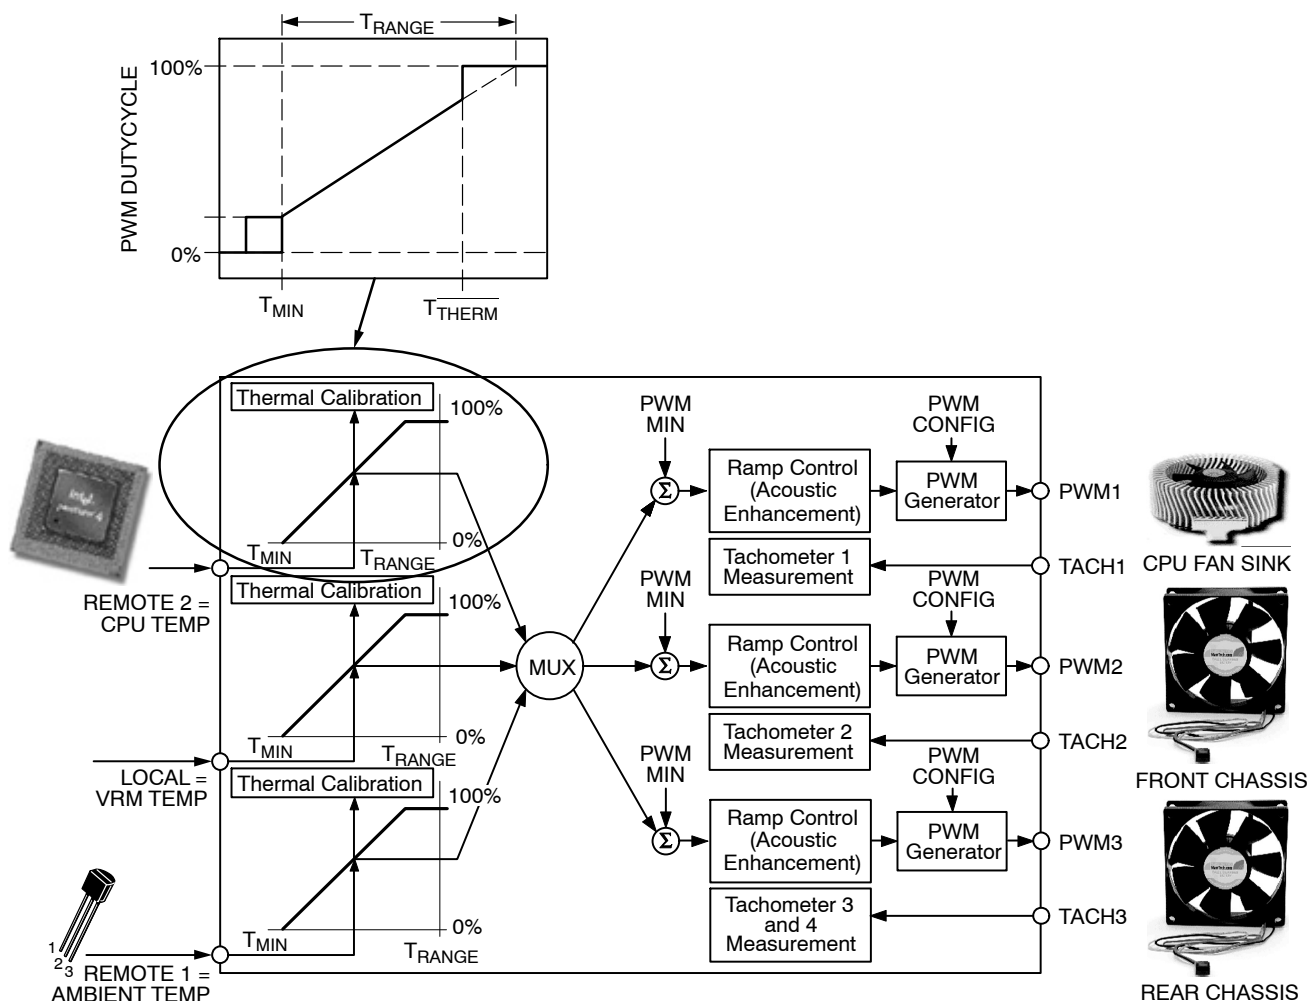 TRANGE
100%
PWM DUTYCYCLE
0%
TMIN
TTHERM
Thermal Calibration
100%
0%
TMIN
TRANGE
REMOTE 2 =
CPU TEMP
Thermal Calibration
100%
0%
TMIN
TRANGE
LOCAL =
VRM TEMP
Thermal Calibration
100%
0%
TMIN
TRANGE
1
2
3
REMOTE 1 =
AMBIENT TEMP
MUX
PWM
MIN
Σ
Ramp Control
(Acoustic
Enhancement)
PWM
CONFIG
PWM
Generator
PWM1
Tachometer 1
Measurement
TACH1
CPU FAN SINK
PWM
MIN
Σ
Ramp Control
(Acoustic
Enhancement)
PWM
CONFIG
PWM
Generator
PWM2
Tachometer 2
Measurement
TACH2
FRONT CHASSIS
PWM
MIN
Σ
Ramp Control
(Acoustic
Enhancement)
PWM
CONFIG
PWM
Generator
PWM3
Tachometer 3
and 4
Measurement
TACH3
REAR CHASSIS
intel
pentium 4